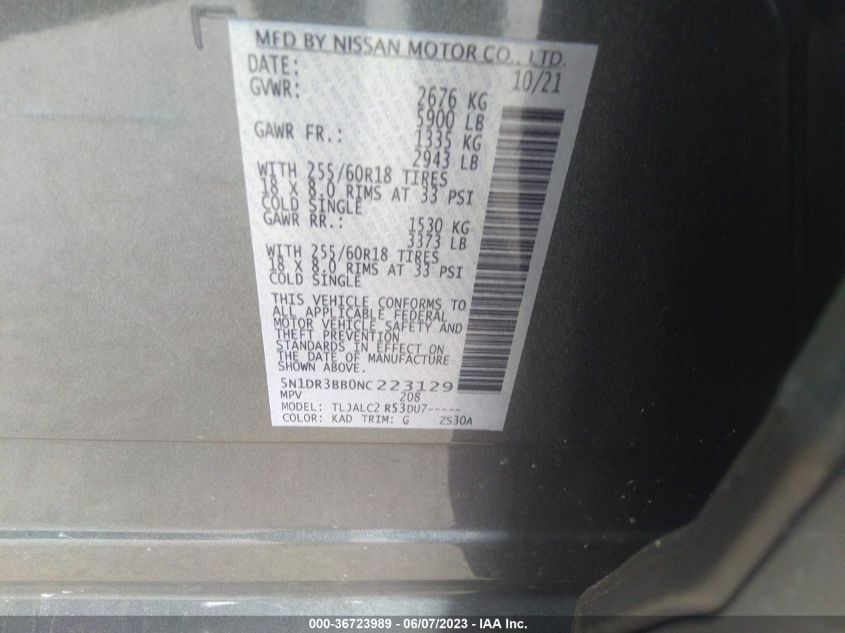 MFD BY NISSAN MOTOR CO., LTD.
DATE: 10/21
GVWR: 2676 KG
5900 LB
GAWR FR.: 1335 KG
2943 LB
WITH 255/60R18 TIRES
18 X 8.0 RIMS AT 33 PSI
COLD SINGLE
GAWR RR.: 1530 KG
3373 LB
WITH 255/60R18 TIRES
18 X 8.0 RIMS AT 33 PSI
COLD SINGLE
THIS VEHICLE CONFORMS TO
ALL APPLICABLE FEDERAL
MOTOR VEHICLE SAFETY AND
THEFT PREVENTION
STANDARDS IN EFFECT ON
THE DATE OF MANUFACTURE
SHOWN ABOVE.
5N1DR3BB0NC223129
MPV 208
MODEL: TLJALC2 R53DU7-----
COLOR: KAD TRIM: G ZS30A
000-36723989 — 06/07/2023 — IAA Inc.